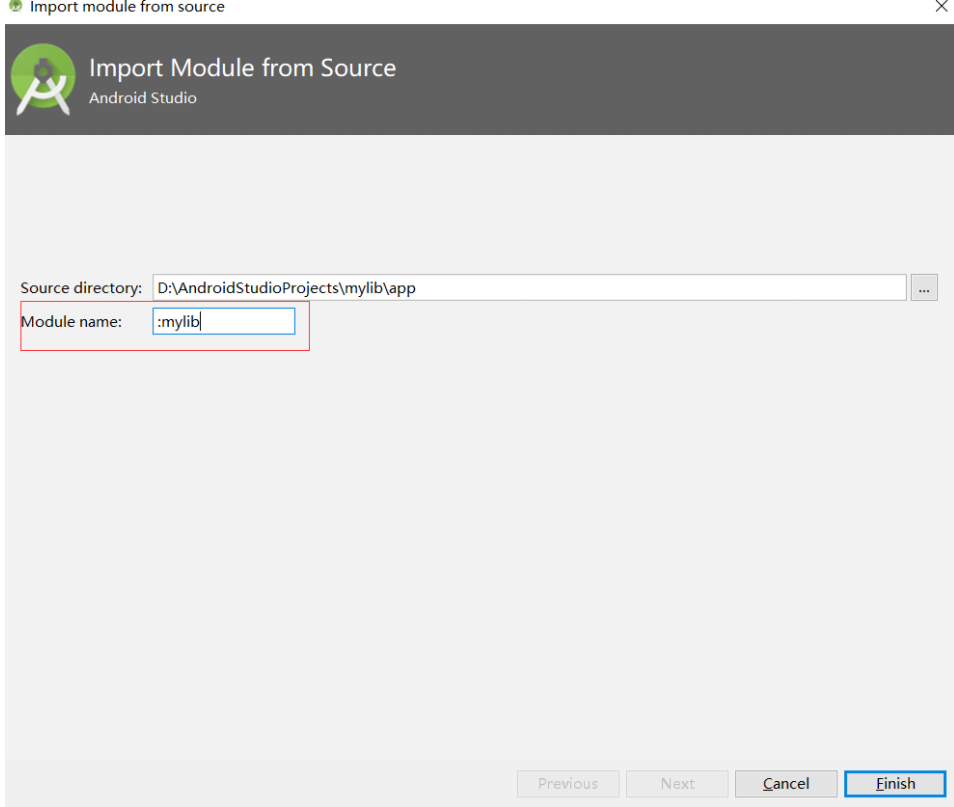 Import module from source
Import Module from Source
Android Studio
Source directory: D:\AndroidStudioProjects\mylib\app ...
Module name: :mylib
Previous Next Cancel Finish